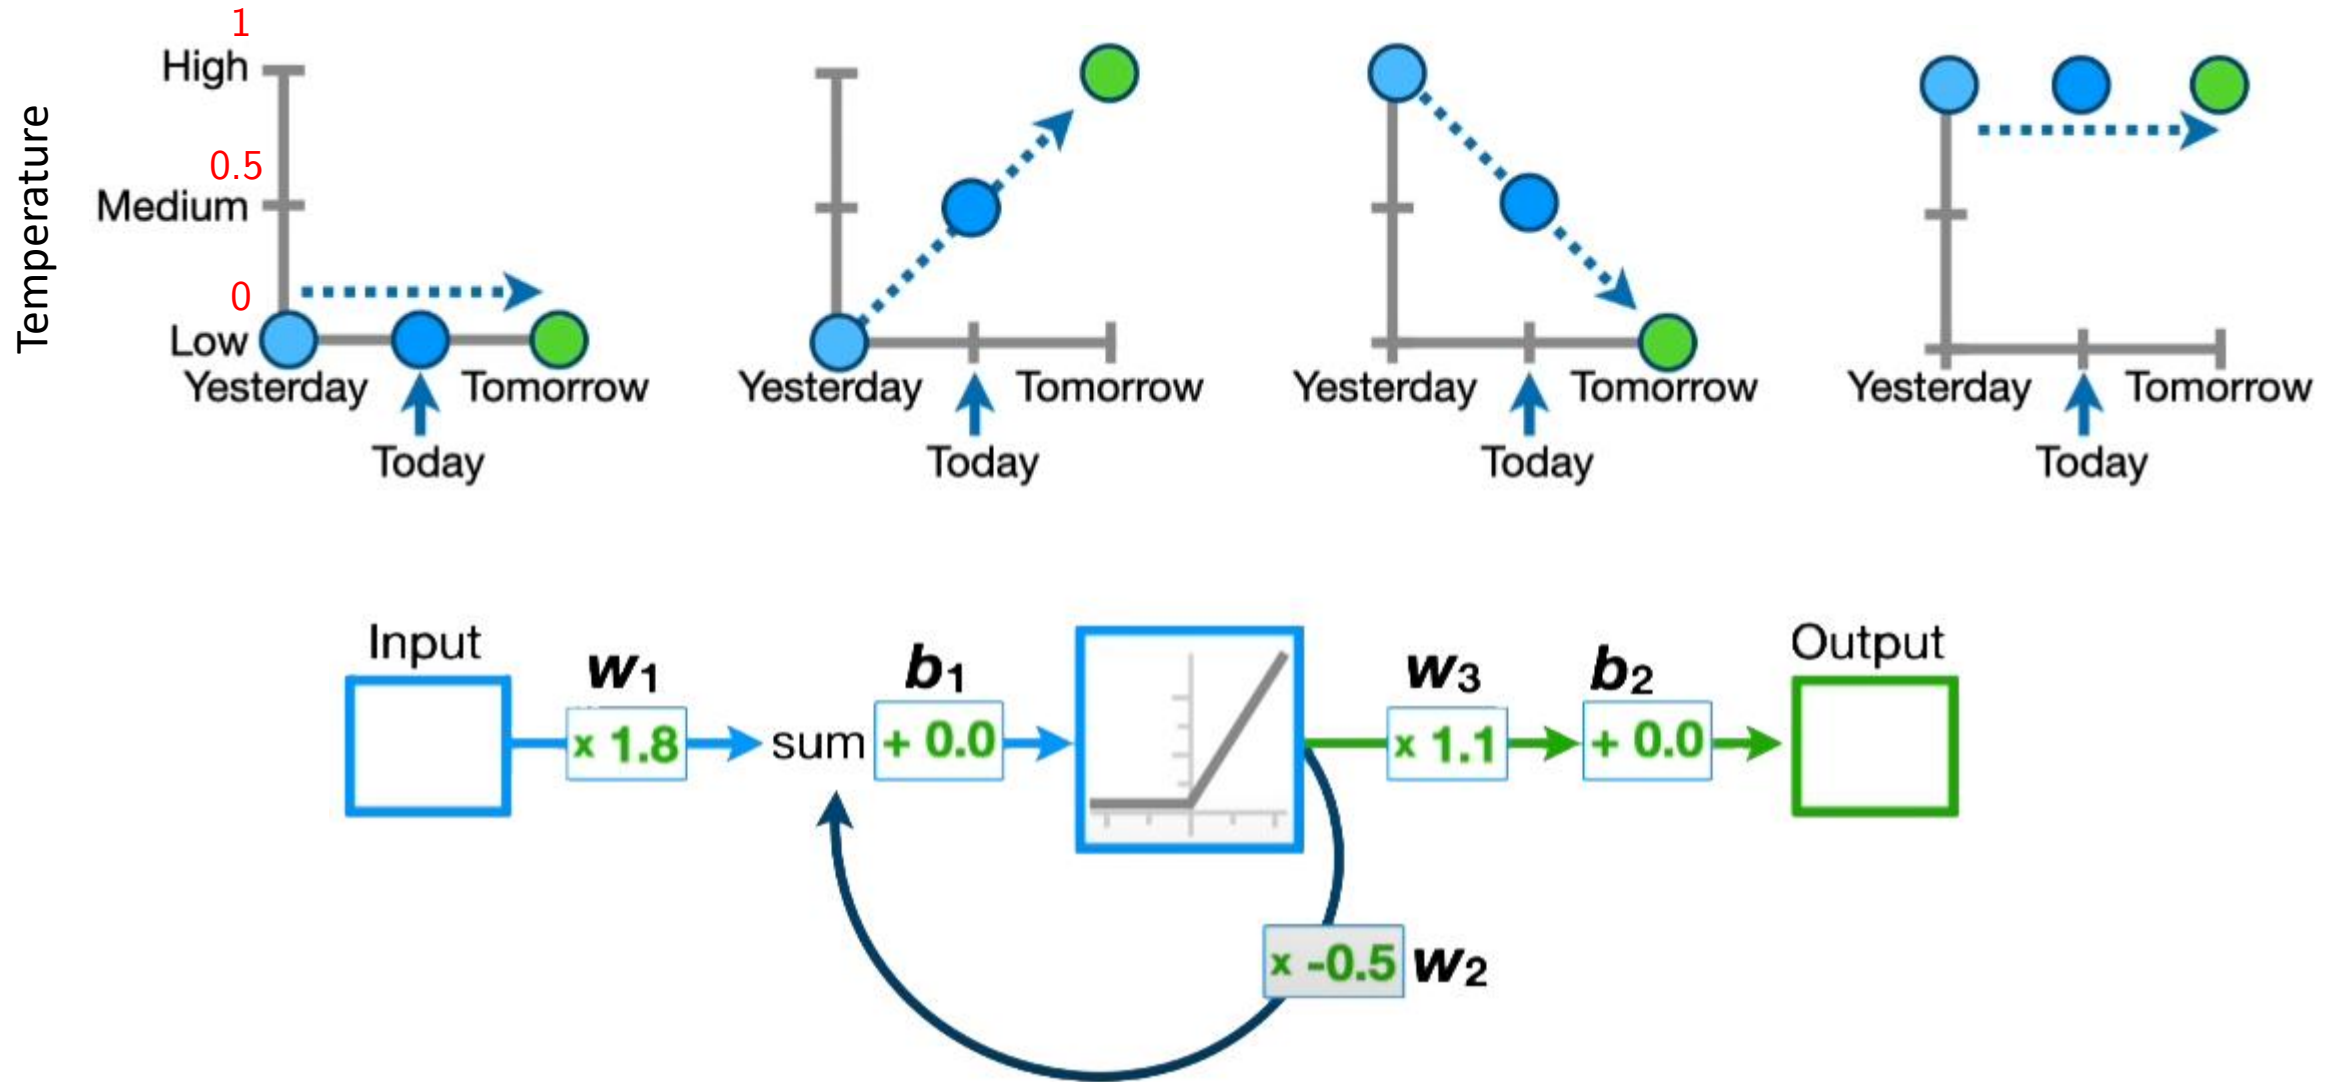 1
High
0.5
Medium
0
Low
Temperature
Yesterday Tomorrow
Today
Yesterday Tomorrow
Today
Yesterday Tomorrow
Today
Yesterday Tomorrow
Today
Input
w1
b1
w3
b2
Output
x 1.8
sum
+ 0.0
x 1.1
+ 0.0
x -0.5
w2